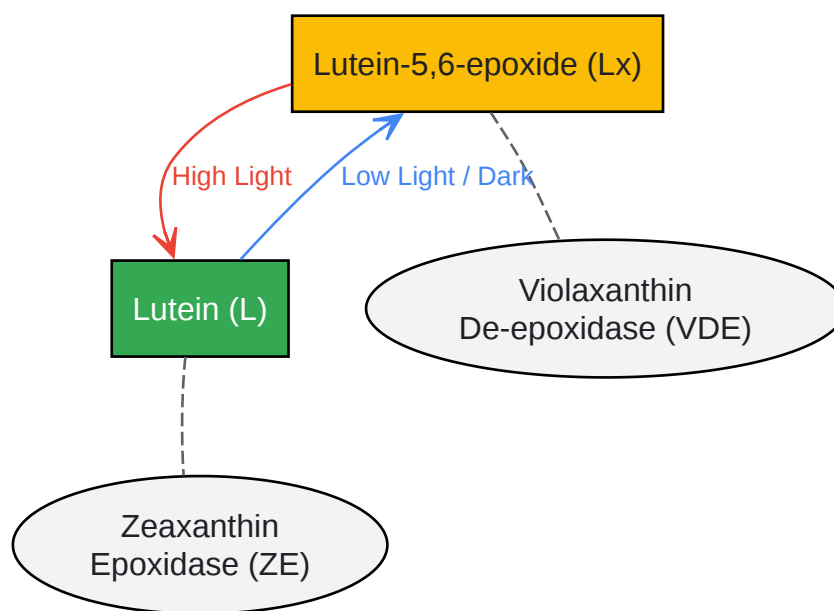 Lutein-5,6-epoxide (Lx)
High Light
Low Light / Dark
Lutein (L)
Violaxanthin
De-epoxidase (VDE)
Zeaxanthin
Epoxidase (ZE)